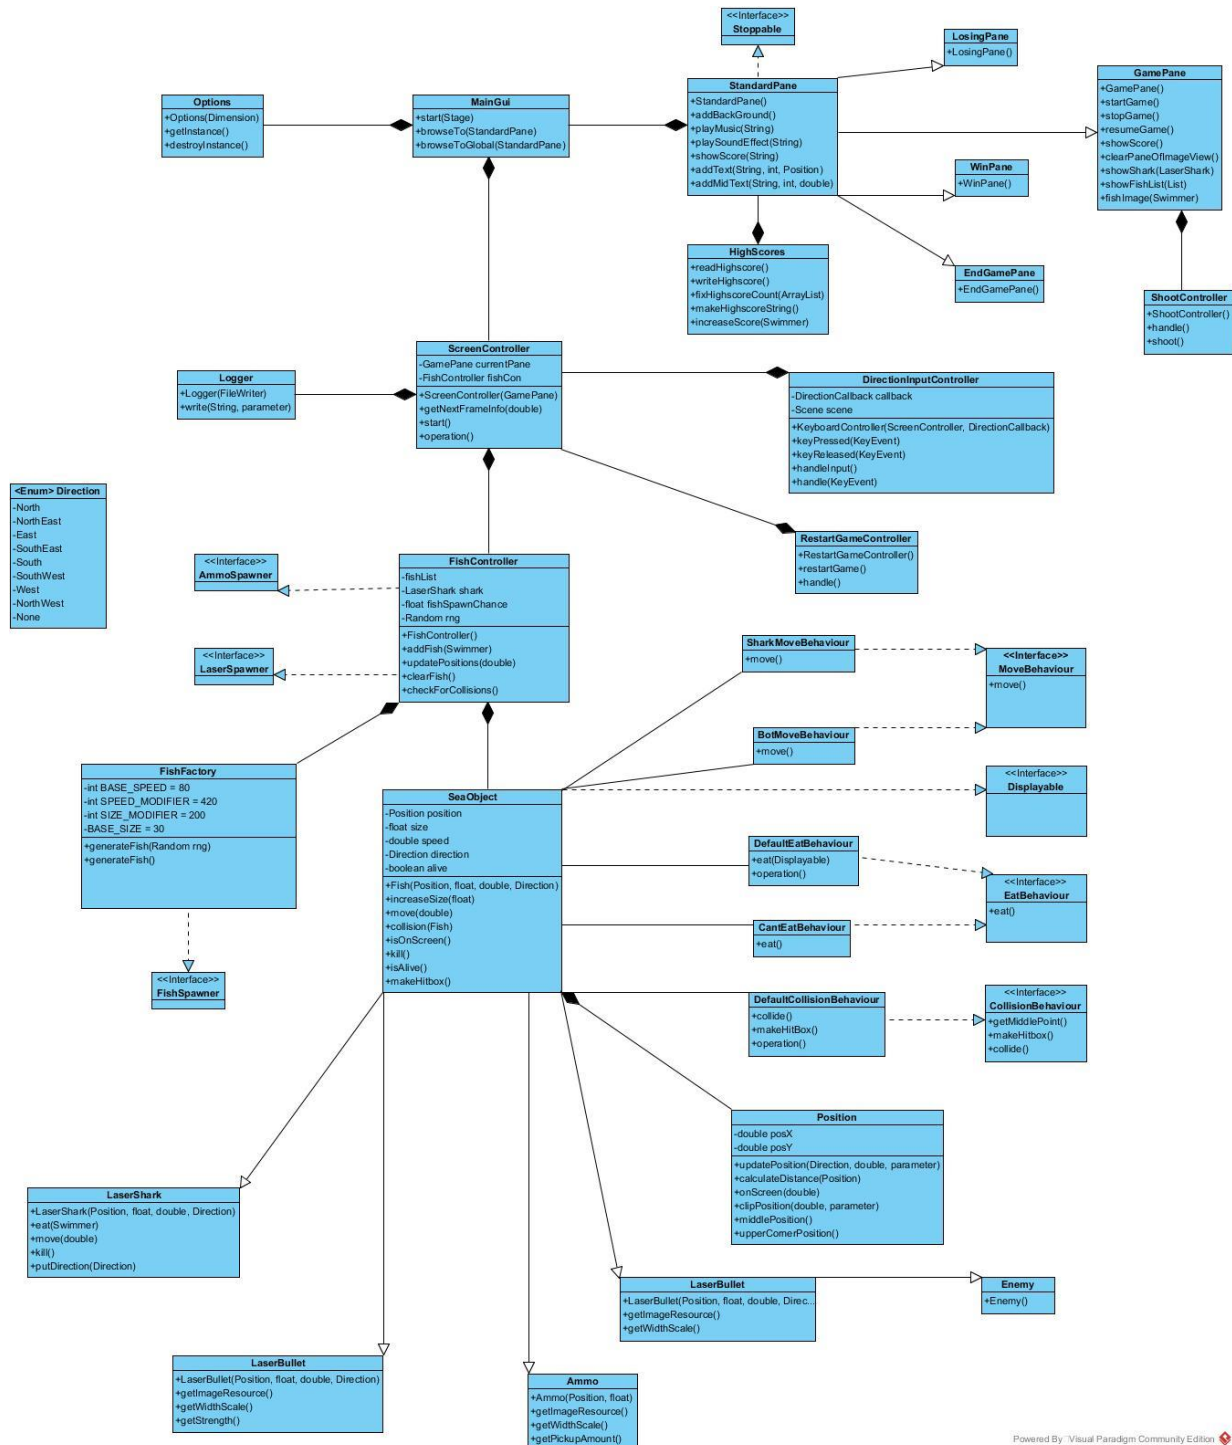 <<Interface>>
Stoppable
LosingPane
+LosingPane()
GamePane
+GamePane()
+startGame()
+stopGame()
+resumeGame()
+showScore()
+clearPaneOfImageView()
+showShark(LaserShark)
+showFishList(List)
+fishImage(Swimmer)
Options
+Options(Dimension)
+getInstance()
+destroyInstance()
MainGui
+start(Stage)
+browseTo(StandardPane)
+browseToGlobal(StandardPane)
StandardPane
+StandardPane()
+addBackGround()
+playMusic(String)
+playSoundEffect(String)
+showScore(String)
+addText(String, int, Position)
+addMidText(String, int, double)
WinPane
+WinPane()
HighScores
+readHighscore()
+writeHighscore()
+fixHighscoreCount(ArrayList)
+makeHighscoreString()
+increaseScore(Swimmer)
EndGamePane
+EndGamePane()
ShootController
+ShootController()
+handle()
+shoot()
Logger
+Logger(FileWriter)
+write(String, parameter)
ScreenController
-GamePane currentPane
-FishController fishCon
+ScreenController(GamePane)
+getNextFrameInfo(double)
+start()
+operation()
DirectionInputController
-DirectionCallback callback
-Scene scene
+KeyboardController(ScreenController, DirectionCallback)
+keyPressed(KeyEvent)
+keyReleased(KeyEvent)
+handleInput()
+handle(KeyEvent)
<Enum> Direction
-North
-NorthEast
-East
-SouthEast
-South
-SouthWest
-West
-NorthWest
-None
<<Interface>>
AmmoSpawner
<<Interface>>
LaserSpawner
FishController
-fishList
-LaserShark shark
-float fishSpawnChance
-Random rng
+FishController()
+addFish(Swimmer)
+updatePositions(double)
+clearFish()
+checkForCollisions()
RestartGameController
+RestartGameController()
+restartGame()
+handle()
SharkMoveBehaviour
+move()
<<Interface>>
MoveBehaviour
+move()
BotMoveBehaviour
+move()
FishFactory
-int BASE_SPEED = 80
-int SPEED_MODIFIER = 420
-int SIZE_MODIFIER = 200
-BASE_SIZE = 30
+generateFish(Random rng)
+generateFish()
<<Interface>>
FishSpawner
SeaObject
-Position position
-float size
-double speed
-Direction direction
-boolean alive
+Fish(Position, float, double, Direction)
+increaseSize(float)
+move(double)
+collision(Fish)
+isOnScreen()
+kill()
+isAlive()
+makeHitbox()
<<Interface>>
Displayable
DefaultEatBehaviour
+eat(Displayable)
+operation()
<<Interface>>
EatBehaviour
+eat()
CantEatBehaviour
+eat()
DefaultCollisionBehaviour
+collide()
+makeHitBox()
+operation()
<<Interface>>
CollisionBehaviour
+getMiddlePoint()
+makeHitbox()
+collide()
Position
-double posX
-double posY
+updatePosition(Direction, double, parameter)
+calculateDistance(Position)
+onScreen(double)
+clipPosition(double, parameter)
+middlePosition()
+upperCornerPosition()
LaserShark
+LaserShark(Position, float, double, Direction)
+eat(Swimmer)
+move(double)
+kill()
+putDirection(Direction)
LaserBullet
+LaserBullet(Position, float, double, Direc...
+getImageResource()
+getWidthScale()
Enemy
+Enemy()
LaserBullet
+LaserBullet(Position, float, double, Direction)
+getImageResource()
+getWidthScale()
+getStrength()
Ammo
+Ammo(Position, float)
+getImageResource()
+getWidthScale()
+getPickupAmount()
Powered By Visual Paradigm Community Edition